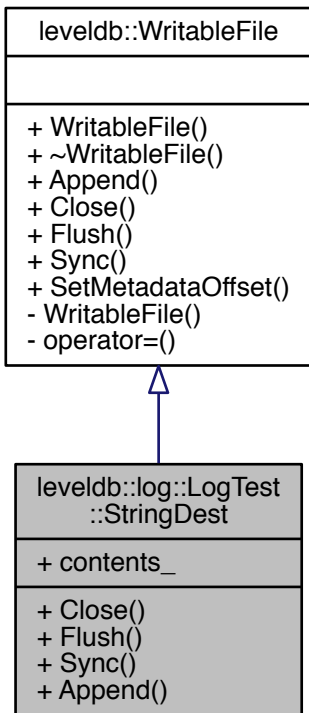 leveldb::WritableFile
+ WritableFile()
+ ~WritableFile()
+ Append()
+ Close()
+ Flush()
+ Sync()
+ SetMetadataOffset()
- WritableFile()
- operator=()
leveldb::log::LogTest
::StringDest
+ contents_
+ Close()
+ Flush()
+ Sync()
+ Append()